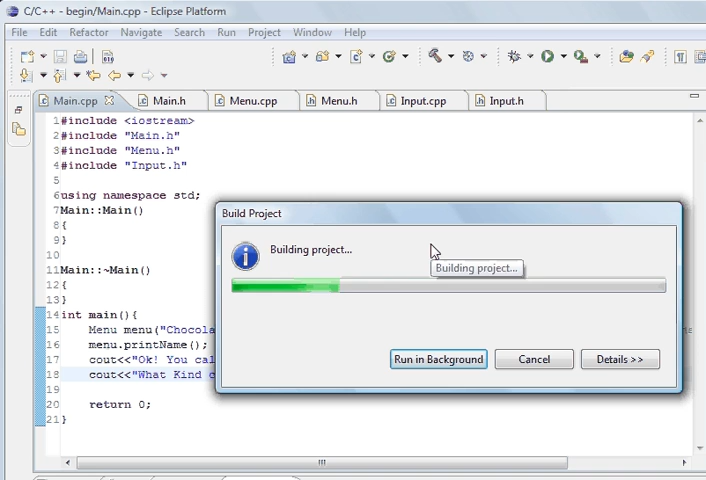 C/C++ - begin/Main.cpp - Eclipse Platform
File Edit Refactor Navigate Search Run Project Window Help
Main.cpp Main.h Menu.cpp Menu.h Input.cpp Input.h
1#include <iostream>
2#include "Main.h"
3#include "Menu.h"
4#include "Input.h"
5
6using namespace std;
7Main::Main()
8{
9}
10
11Main::~Main()
12{
13}
14int main(){
15 Menu menu("Chocola
16 menu.printName();
17 cout<<"Ok! You cal
18 cout<<"What Kind
19
20 return 0;
21}
Build Project
Building project...
Building project...
Run in Background Cancel Details >>